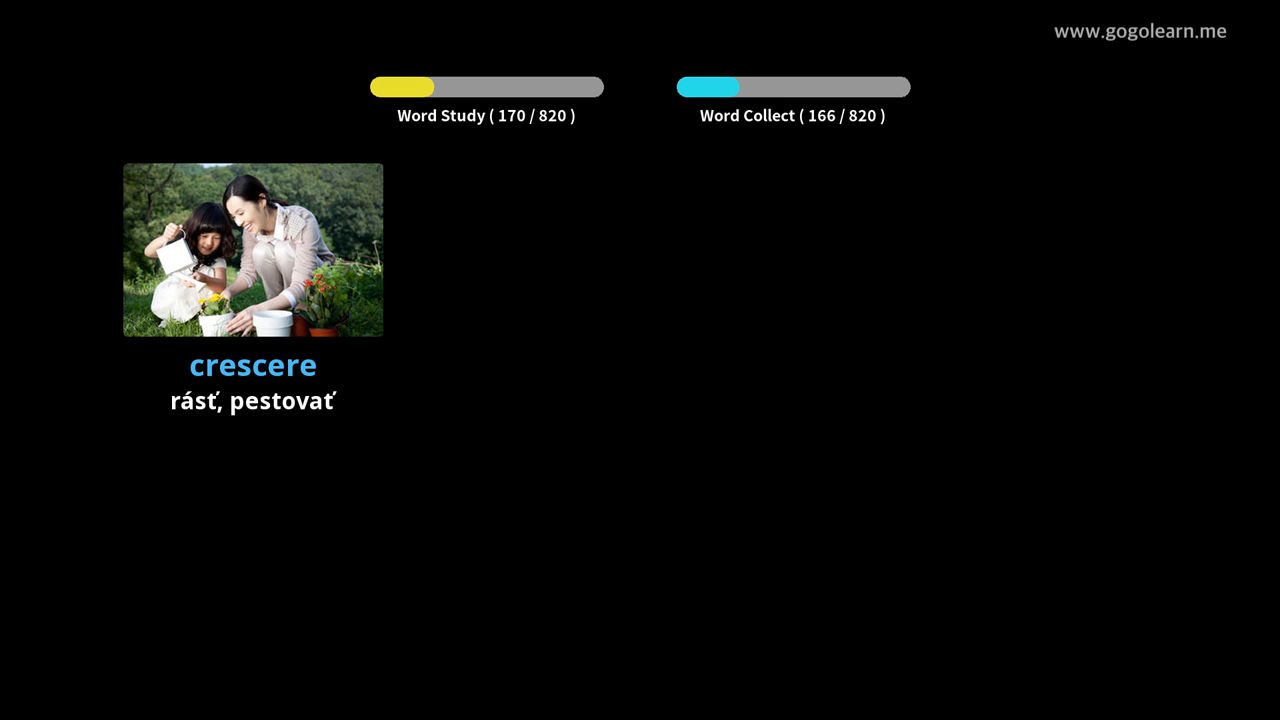 www.gogolearn.me
Word Study ( 170 / 820 )
Word Collect ( 166 / 820 )
crescere
rásť, pestovať